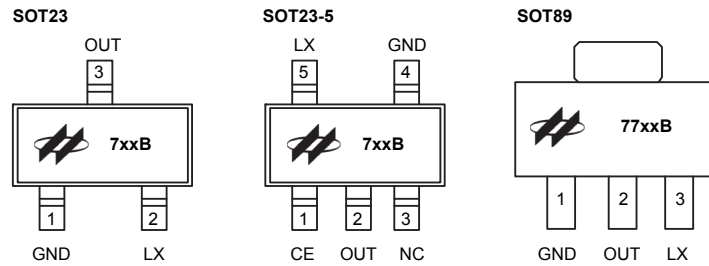 SOT23
SOT23-5
SOT89
OUT
LX
GND
3
5
4
7xxB
7xxB
77xxB
1
2
1
2
3
1
2
3
GND
LX
CE
OUT
NC
GND
OUT
LX